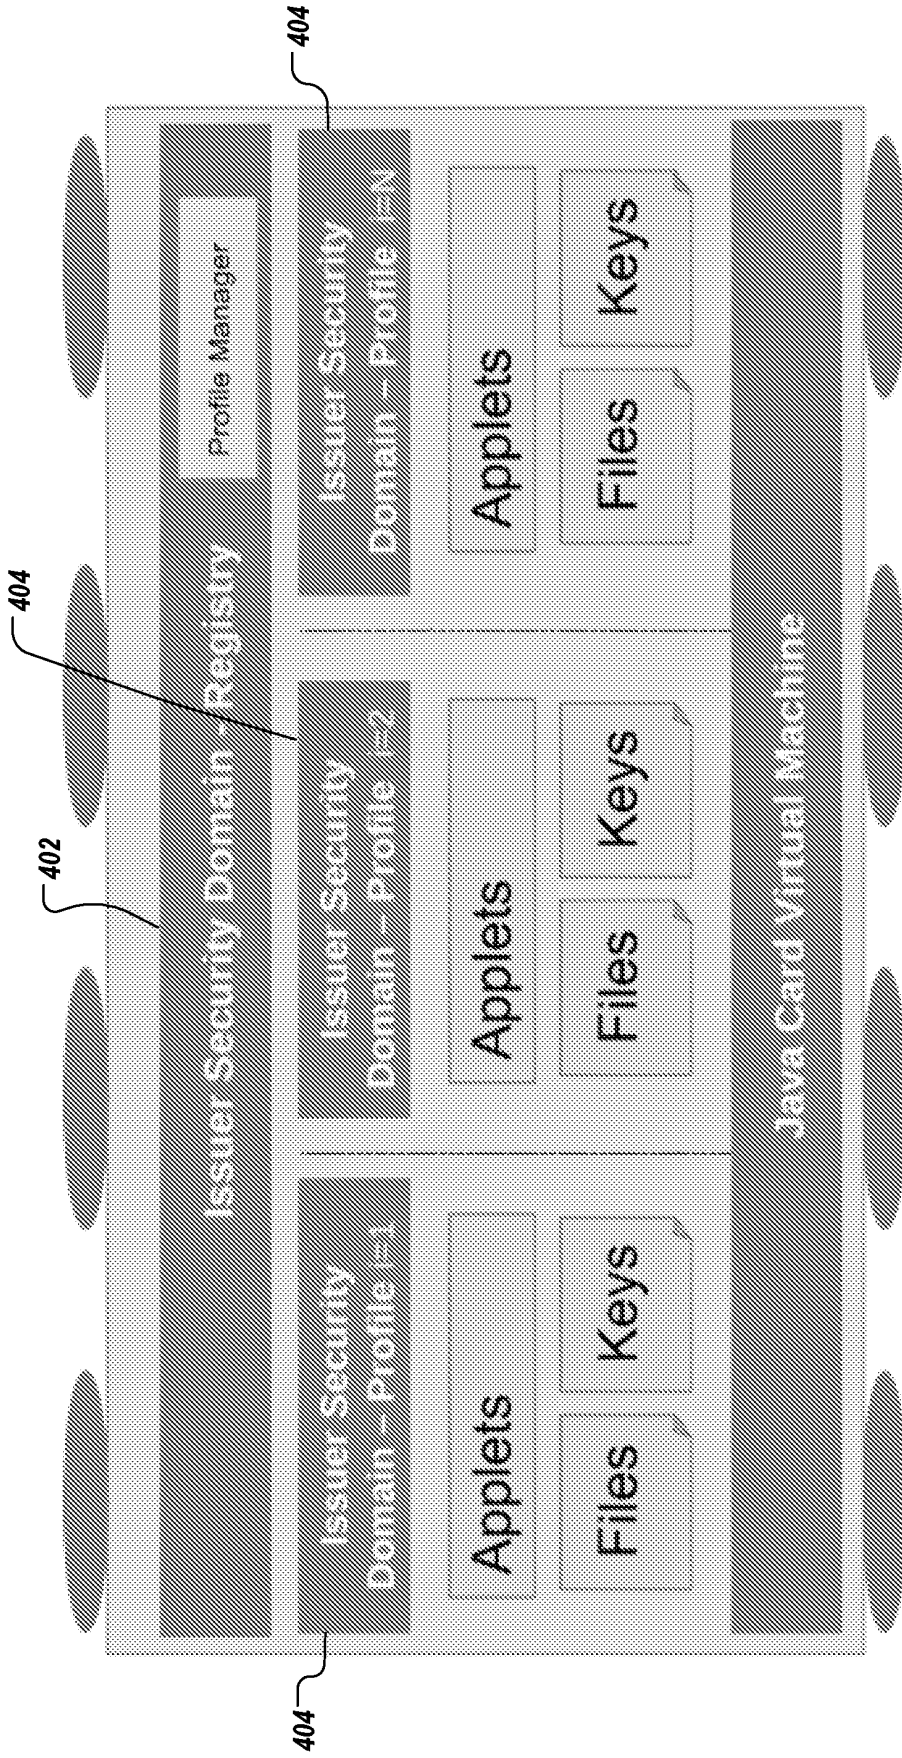 402
404
Issuer Security Domain - Registry
Profile Manager
404
Issuer Security
Domain – Profile i=1
Applets
Files
Keys
Issuer Security
Domain – Profile i=2
Applets
Files
Keys
404
Issuer Security
Domain – Profile i=N
Applets
Files
Keys
Java Card Virtual Machine